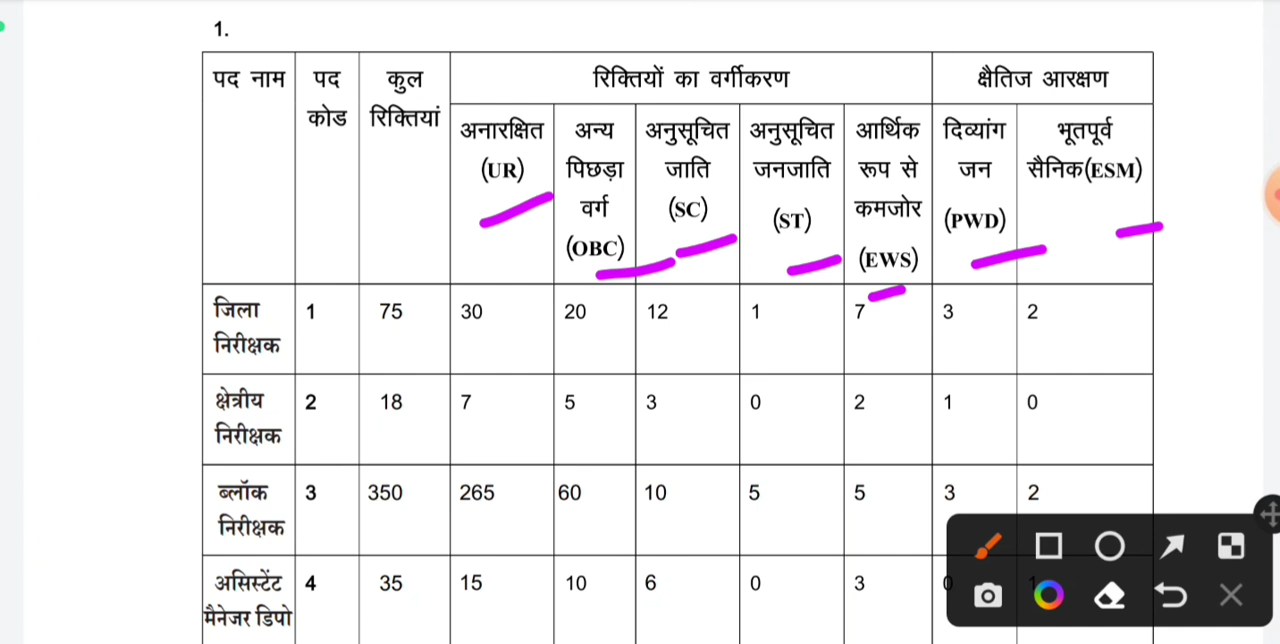 1.
पद नाम पद कोड कुल रिक्तियां रिक्तियों का वर्गीकरण क्षैतिज आरक्षण
अनारक्षित (UR) अन्य पिछड़ा वर्ग (OBC) अनुसूचित जाति (SC) अनुसूचित जनजाति (ST) आर्थिक रूप से कमजोर (EWS) दिव्यांग जन (PWD) भूतपूर्व सैनिक(ESM)
जिला निरीक्षक 1 75 30 20 12 1 7 3 2
क्षेत्रीय निरीक्षक 2 18 7 5 3 0 2 1 0
ब्लॉक निरीक्षक 3 350 265 60 10 5 5 3 2
असिस्टेंट मैनेजर डिपो 4 35 15 10 6 0 3 0 1